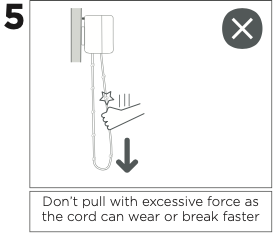 5
Don't pull with excessive force as
the cord can wear or break faster